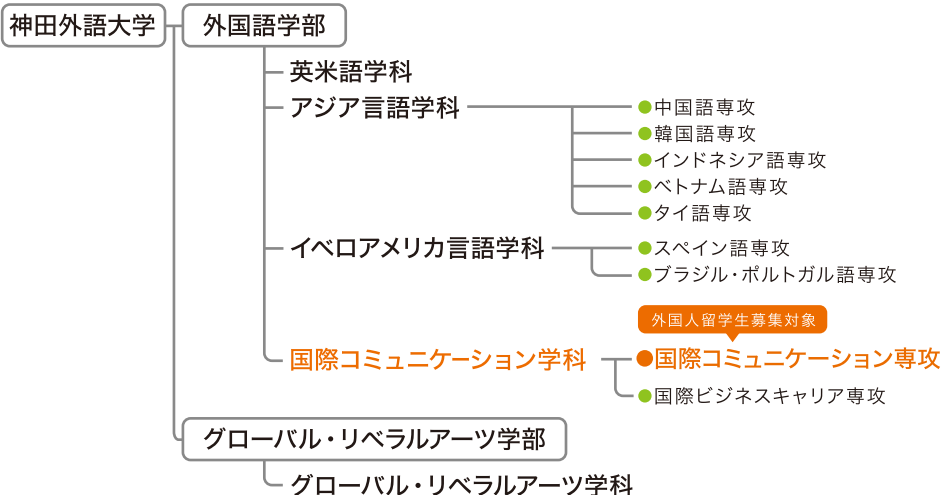 神田外語大学
外国語学部
英米語学科
アジア言語学科
●中国語専攻
●韓国語専攻
●インドネシア語専攻
●ベトナム語専攻
●タイ語専攻
イベロアメリカ言語学科
●スペイン語専攻
●ブラジル・ポルトガル語専攻
外国人留学生募集対象
国際コミュニケーション学科
●国際コミュニケーション専攻
●国際ビジネスキャリア専攻
グローバル・リベラルアーツ学部
グローバル・リベラルアーツ学科